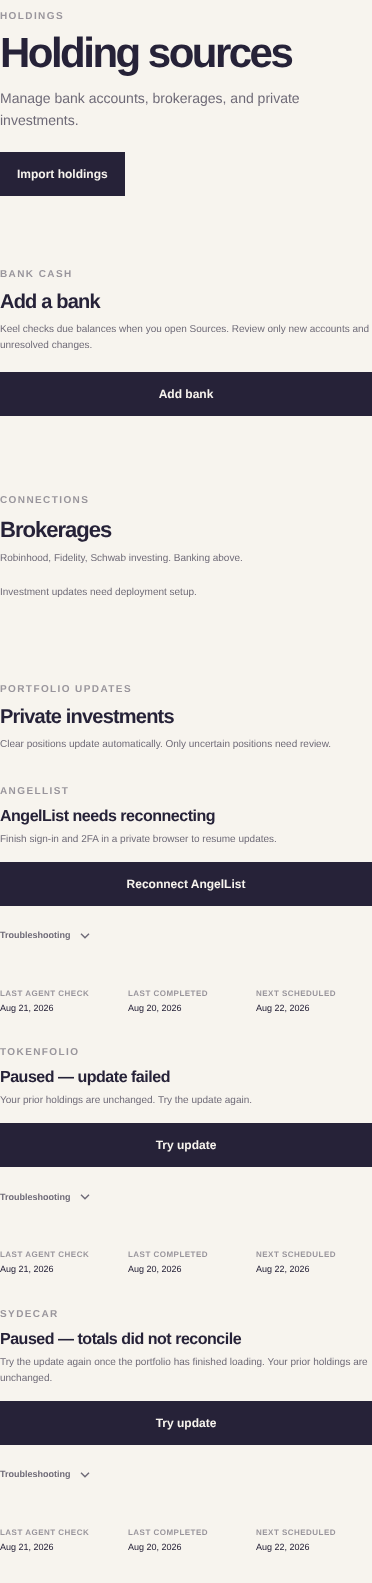 HOLDINGS
Holding sources
Manage bank accounts, brokerages, and private
investments.
Import holdings
BANK CASH
Add a bank
Keel checks due balances when you open Sources. Review only new accounts and
unresolved changes.
Add bank
CONNECTIONS
Brokerages
Robinhood, Fidelity, Schwab investing. Banking above.
Investment updates need deployment setup.
PORTFOLIO UPDATES
Private investments
Clear positions update automatically. Only uncertain positions need review.
ANGELLIST
AngelList needs reconnecting
Finish sign-in and 2FA in a private browser to resume updates.
Reconnect AngelList
Troubleshooting
LAST AGENT CHECK LAST COMPLETED NEXT SCHEDULED
Aug 21, 2026 Aug 20, 2026 Aug 22, 2026
TOKENFOLIO
Paused — update failed
Your prior holdings are unchanged. Try the update again.
Try update
Troubleshooting
LAST AGENT CHECK LAST COMPLETED NEXT SCHEDULED
Aug 21, 2026 Aug 20, 2026 Aug 22, 2026
SYDECAR
Paused — totals did not reconcile
Try the update again once the portfolio has finished loading. Your prior holdings are
unchanged.
Try update
Troubleshooting
LAST AGENT CHECK LAST COMPLETED NEXT SCHEDULED
Aug 21, 2026 Aug 20, 2026 Aug 22, 2026